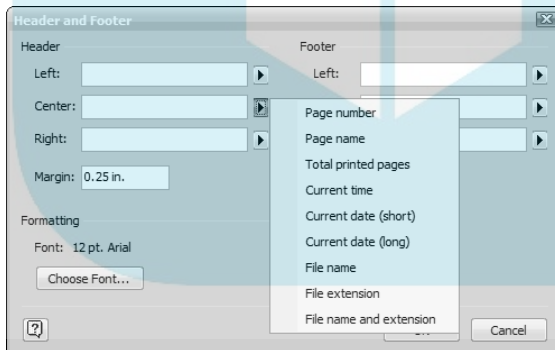 Header and Footer
Header
Left:
Center:
Right:
Margin: 0.25 in.
Footer
Left:
Page number
Page name
Total printed pages
Current time
Current date (short)
Current date (long)
File name
File extension
File name and extension
Formatting
Font: 12 pt. Arial
Choose Font...
Cancel